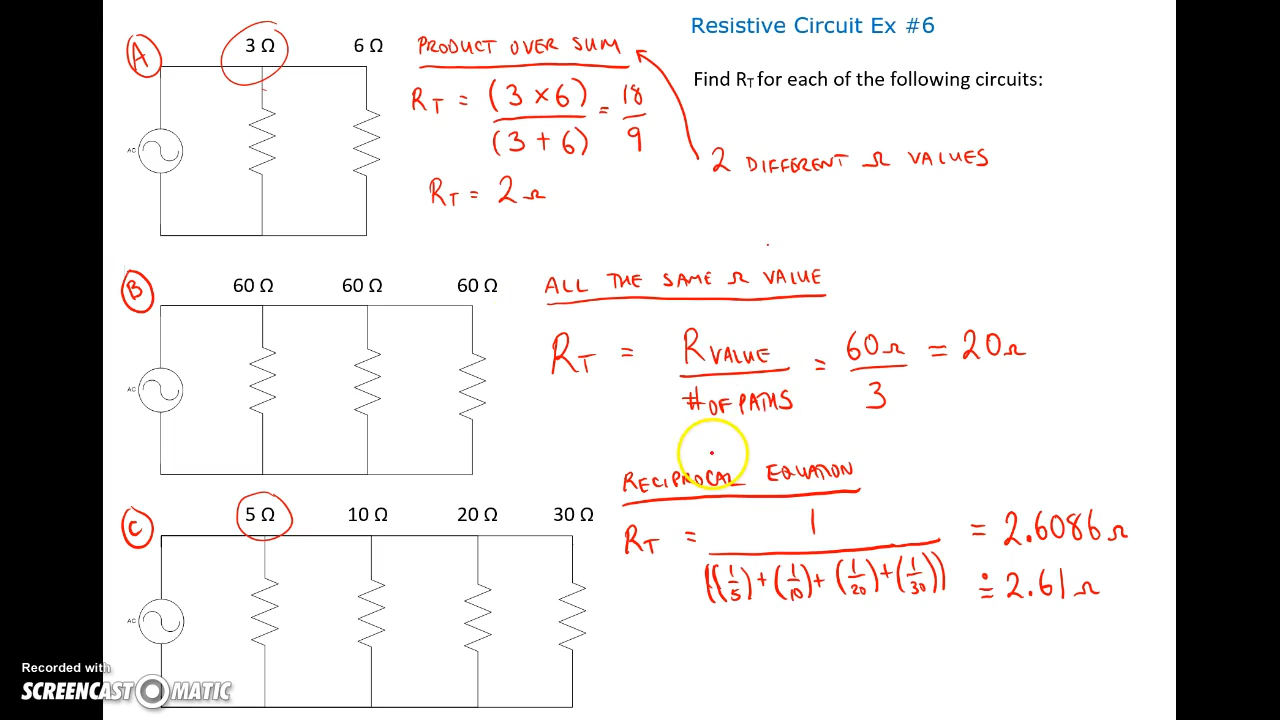 Resistive Circuit Ex #6
Find RT for each of the following circuits:
A
3 Ω
6 Ω
AC
PRODUCT OVER SUM
RT = (3 × 6) / (3 + 6) = 18 / 9
RT = 2 Ω
2 DIFFERENT Ω VALUES
B
60 Ω
60 Ω
60 Ω
AC
ALL THE SAME Ω VALUE
RT = RVALUE / # OF PATHS = 60Ω / 3 = 20Ω
C
5 Ω
10 Ω
20 Ω
30 Ω
AC
RECIPROCAL EQUATION
RT = 1 / ((1/5) + (1/10) + (1/20) + (1/30)) = 2.6086 Ω
≐ 2.61 Ω
Recorded with
SCREENCAST-O-MATIC